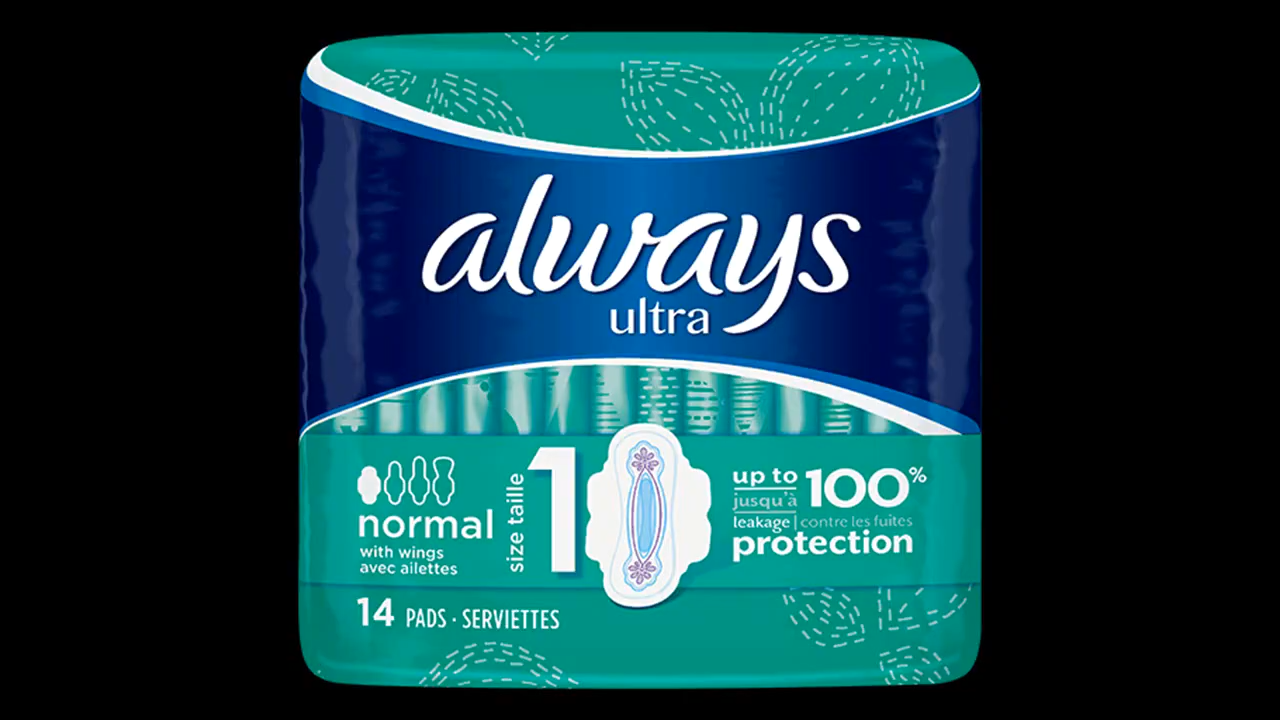 always
ultra
normal
with wings
avec ailettes
size taille
1
up to
jusqu'à
100%
leakage | contre les fuites
protection
14 PADS · SERVIETTES